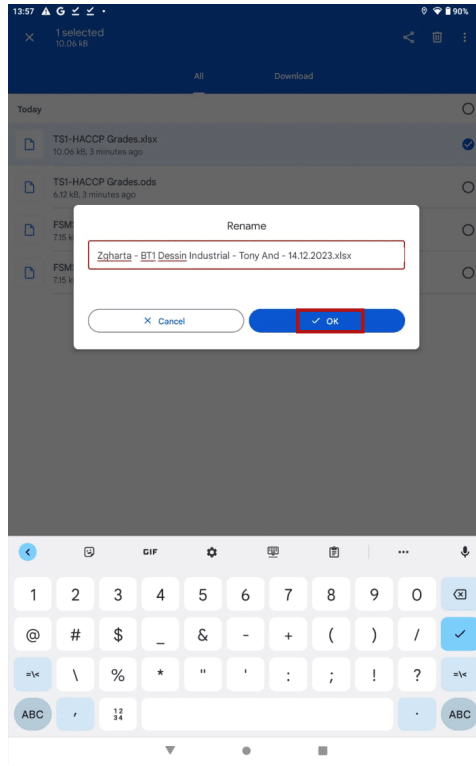 13:57 90%
1 selected
10.06 kB
All Download
Today
TS1-HACCP Grades.xlsx
10.06 kB, 3 minutes ago
TS1-HACCP Grades.ods
6.12 kB, 3 minutes ago
Rename
FSM
7.15 k
Zgharta - BT1 Dessin Industrial - Tony And - 14.12.2023.xlsx
FSM
7.15 k
Cancel OK
GIF
1 2 3 4 5 6 7 8 9 0
@ # $ _ & - + ( ) /
=\< \ % * " ' : ; ! ? =\<
ABC , 12 34 . ABC